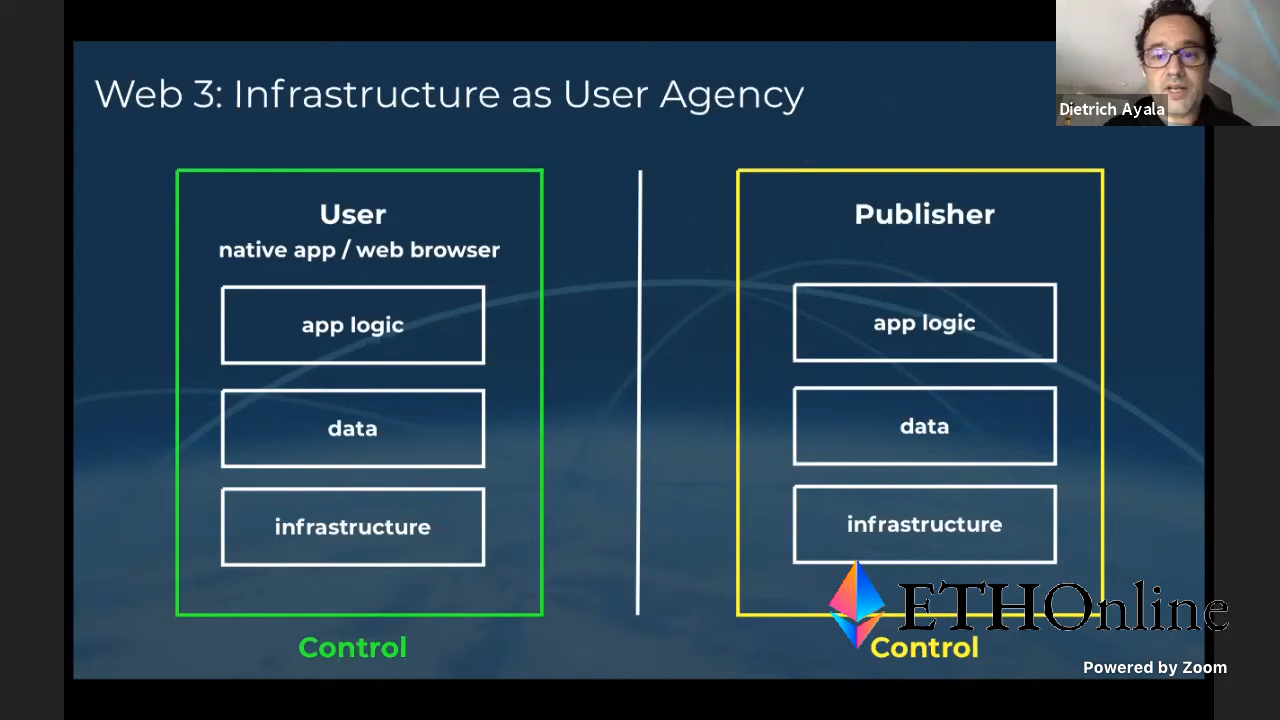 Web 3: Infrastructure as User Agency
Dietrich Ayala
User
native app / web browser
app logic
data
infrastructure
Control
Publisher
app logic
data
infrastructure
Control
ETHOnline
Powered by Zoom